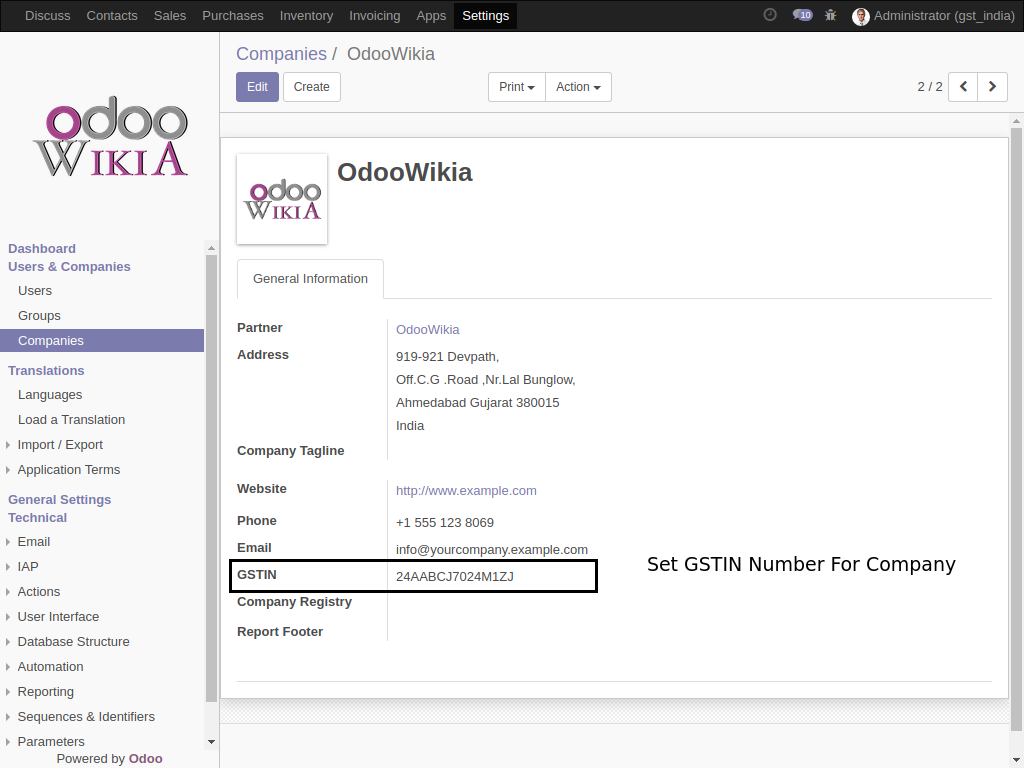 Discuss Contacts Sales Purchases Inventory Invoicing Apps Settings 10 Administrator (gst_india)
Companies / OdooWikia
Edit Create Print Action 2 / 2
odoo
WIKIA
Dashboard
Users & Companies
Users
Groups
Companies
Translations
Languages
Load a Translation
Import / Export
Application Terms
General Settings
Technical
Email
IAP
Actions
User Interface
Database Structure
Automation
Reporting
Sequences & Identifiers
Parameters
Powered by Odoo
odoo
WIKIA
OdooWikia
General Information
Partner OdooWikia
Address 919-921 Devpath,
Off.C.G .Road ,Nr.Lal Bunglow,
Ahmedabad Gujarat 380015
India
Company Tagline
Website http://www.example.com
Phone +1 555 123 8069
Email info@yourcompany.example.com
GSTIN 24AABCJ7024M1ZJ
Company Registry
Report Footer
Set GSTIN Number For Company